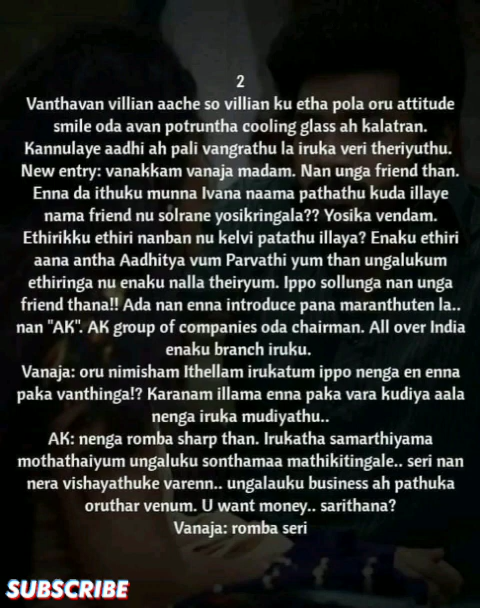 2
Vanthavan villian aache so villian ku etha pola oru attitude
smile oda avan potruntha cooling glass ah kalatran.
Kannulaye aadhi ah pali vangrathu la iruka veri theriyuthu.
New entry: vanakkam vanaja madam. Nan unga friend than.
Enna da ithuku munna Ivana naama pathathu kuda illaye
nama friend nu solrane yosikringala?? Yosika vendam.
Ethirikku ethiri nanban nu kelvi patathu illaya? Enaku ethiri
aana antha Aadhitya vum Parvathi yum than ungalukum
ethiringa nu enaku nalla theiryum. Ippo sollunga nan unga
friend thana!! Ada nan enna introduce pana maranthuten la..
nan "AK". AK group of companies oda chairman. All over India
enaku branch iruku.
Vanaja: oru nimisham Ithellam irukatum ippo nenga en enna
paka vanthinga!? Karanam illama enna paka vara kudiya aala
nenga iruka mudiyathu..
AK: nenga romba sharp than. Irukatha samarthiyama
mothathaiyum ungaluku sonthamaa mathikitingale.. seri nan
nera vishayathuke varenn.. ungalauku business ah pathuka
oruthar venum. U want money.. sarithana?
Vanaja: romba seri
SUBSCRIBE